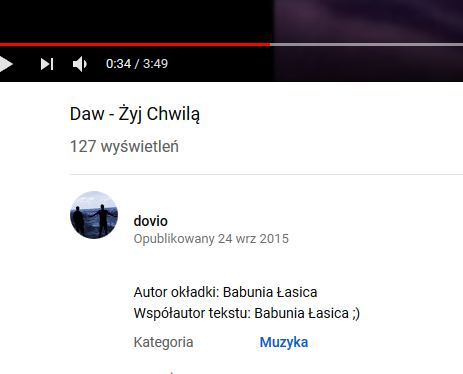 0:34 / 3:49
Daw - Żyj Chwilą
127 wyświetleń
dovio
Opublikowany 24 wrz 2015
Autor okładki: Babunia Łasica
Współautor tekstu: Babunia Łasica ;)
Kategoria Muzyka